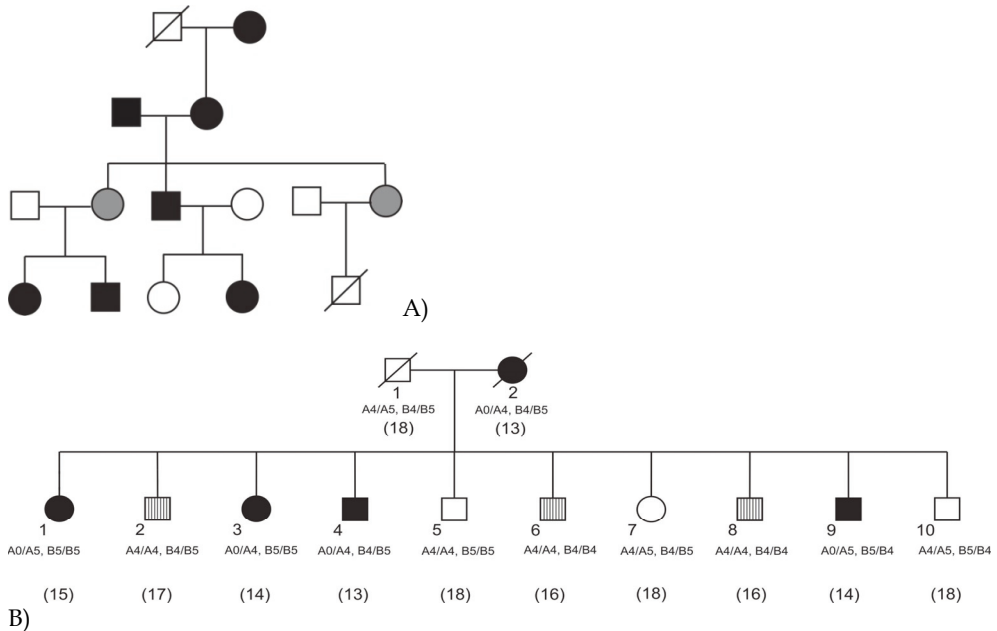 A)
1 2
A4/A5, B4/B5 A0/A4, B4/B5
(18) (13)
1 2 3 4 5 6 7 8 9 10
A0/A5, B5/B5 A4/A4, B4/B5 A0/A4, B5/B5 A0/A4, B4/B5 A4/A4, B5/B5 A4/A4, B4/B4 A4/A5, B4/B5 A4/A4, B4/B4 A0/A5, B5/B4 A4/A5, B5/B4
(15) (17) (14) (13) (18) (16) (18) (16) (14) (18)
B)